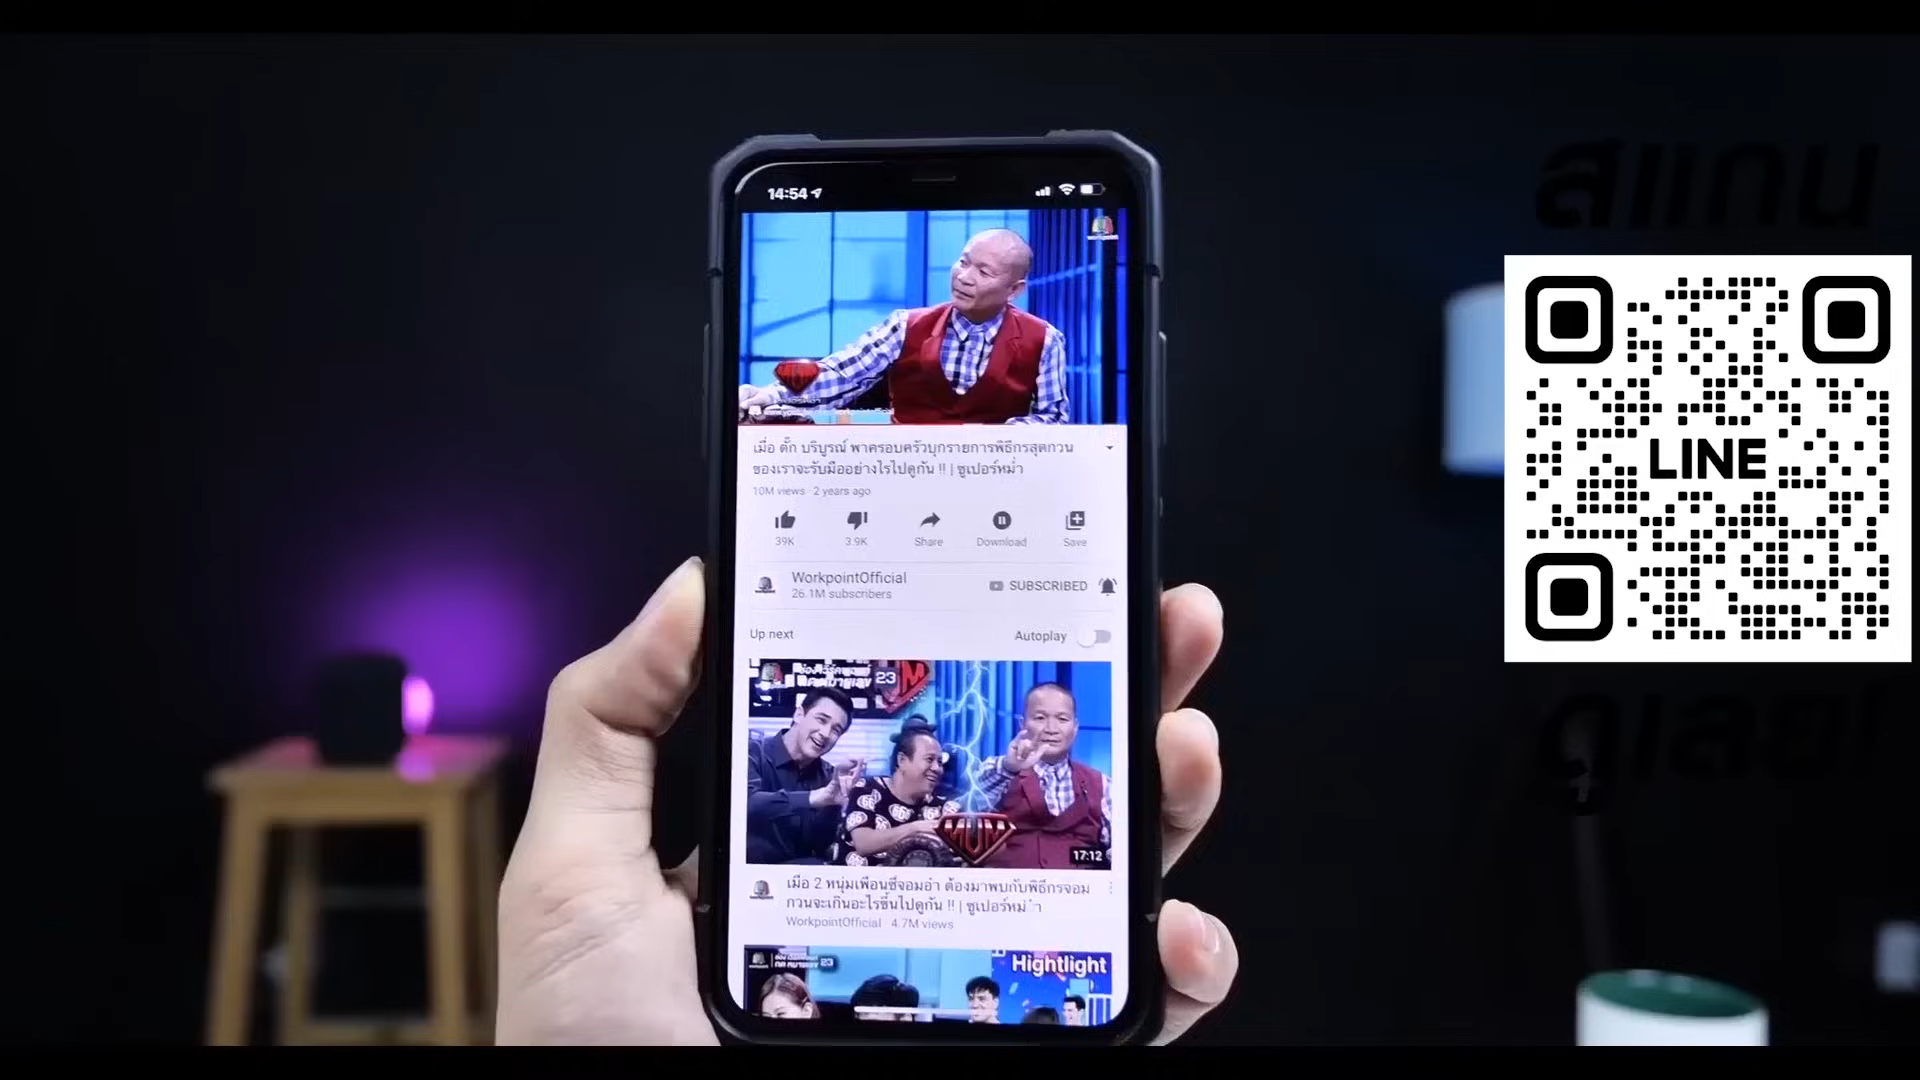 14:54
สแกน
workpoint
MUM
เมื่อ ตั๊ก บริบูรณ์ พาครอบครัวบุกรายการพิธีกรสุดกวน
ของเราจะรับมืออย่างไรไปดูกัน !! | ซูเปอร์หม่ำ
10M views · 2 years ago
39K
3.9K
Share
Download
Save
LINE
WorkpointOfficial
26.1M subscribers
SUBSCRIBED
Up next
Autoplay
23
66
MUM
17:12
เมื่อ 2 หนุ่มเพื่อนซี้จอมอำ ต้องมาพบกับพิธีกรจอม
กวนจะเกิดอะไรขึ้นไปดูกัน !! | ซูเปอร์หม่ำ
WorkpointOfficial · 4.7M views
23
Hightlight